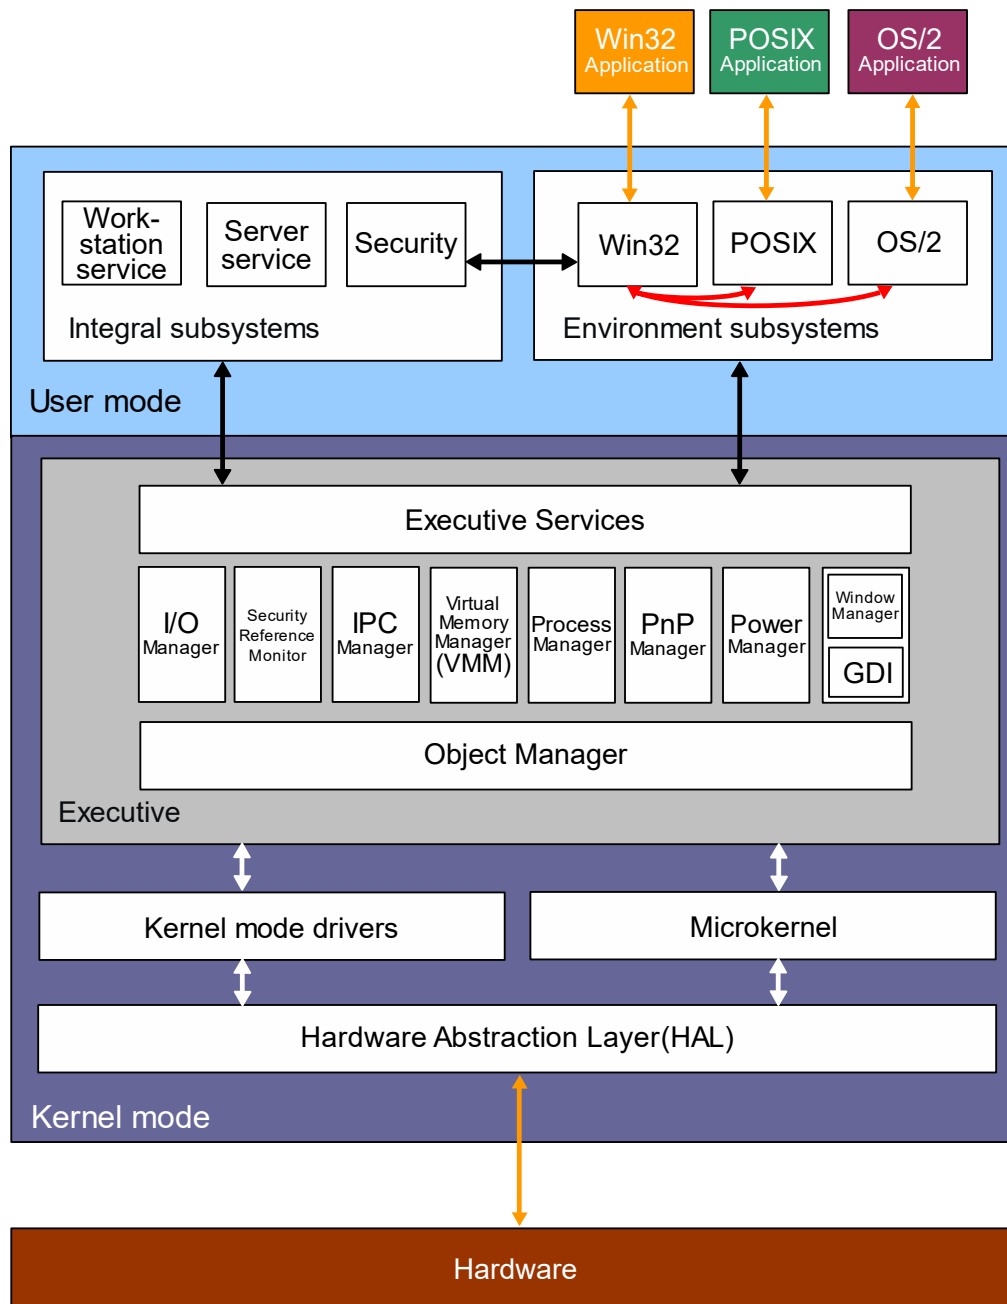 Win32
Application
POSIX
Application
OS/2
Application
Work-
station
service
Server
service
Security
Integral subsystems
Win32
POSIX
OS/2
Environment subsystems
User mode
Executive Services
I/O
Manager
Security
Reference
Monitor
IPC
Manager
Virtual
Memory
Manager
(VMM)
Process
Manager
PnP
Manager
Power
Manager
Window
Manager
GDI
Object Manager
Executive
Kernel mode drivers
Microkernel
Hardware Abstraction Layer(HAL)
Kernel mode
Hardware